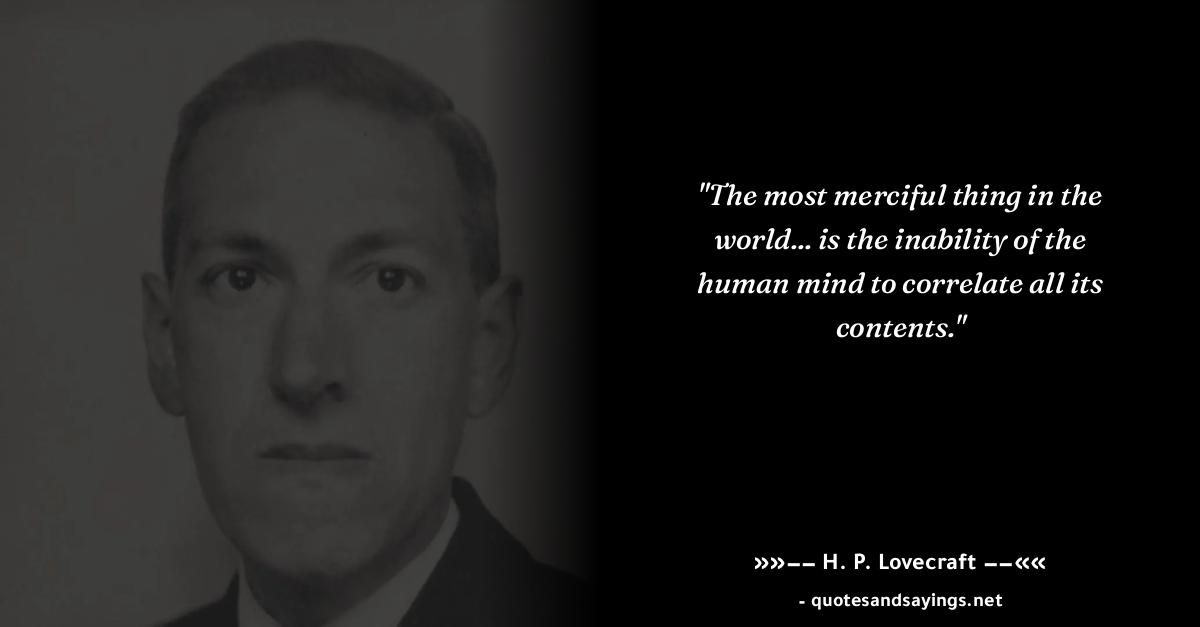 "The most merciful thing in the
world... is the inability of the
human mind to correlate all its
contents."
»»−− H. P. Lovecraft −−««
- quotesandsayings.net